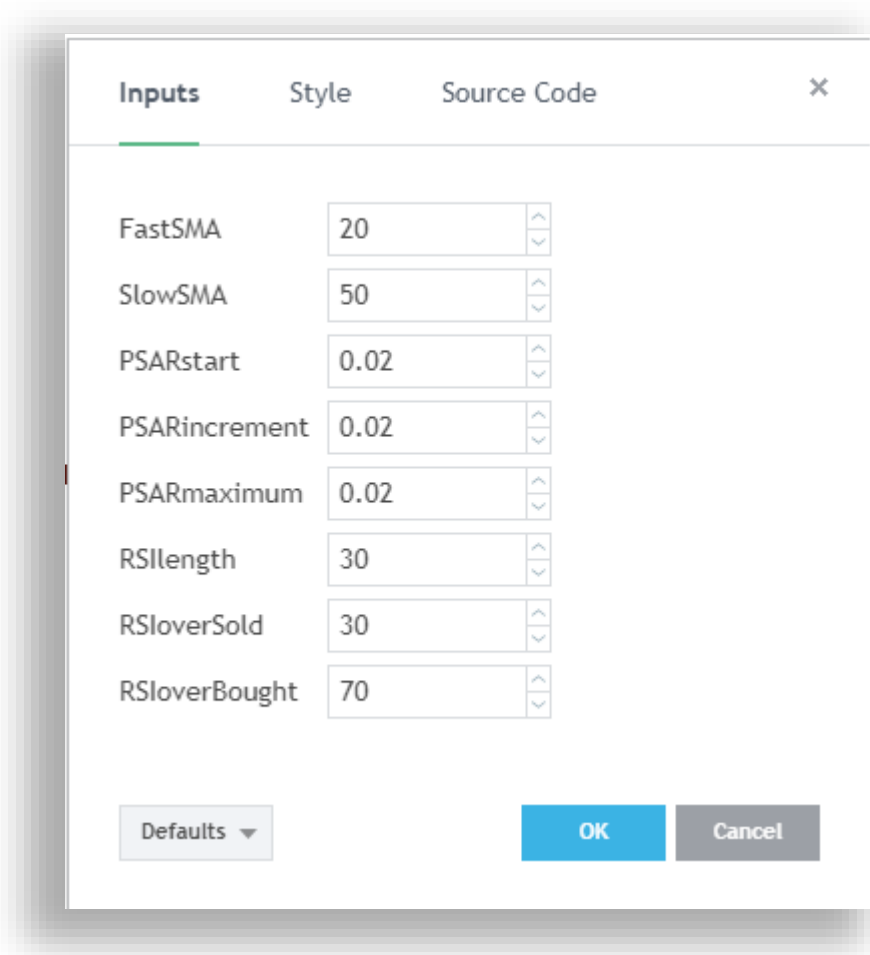 Inputs Style Source Code ×
FastSMA 20
SlowSMA 50
PSARstart 0.02
PSARincrement 0.02
PSARmaximum 0.02
RSIlength 30
RSIoverSold 30
RSIoverBought 70
Defaults OK Cancel